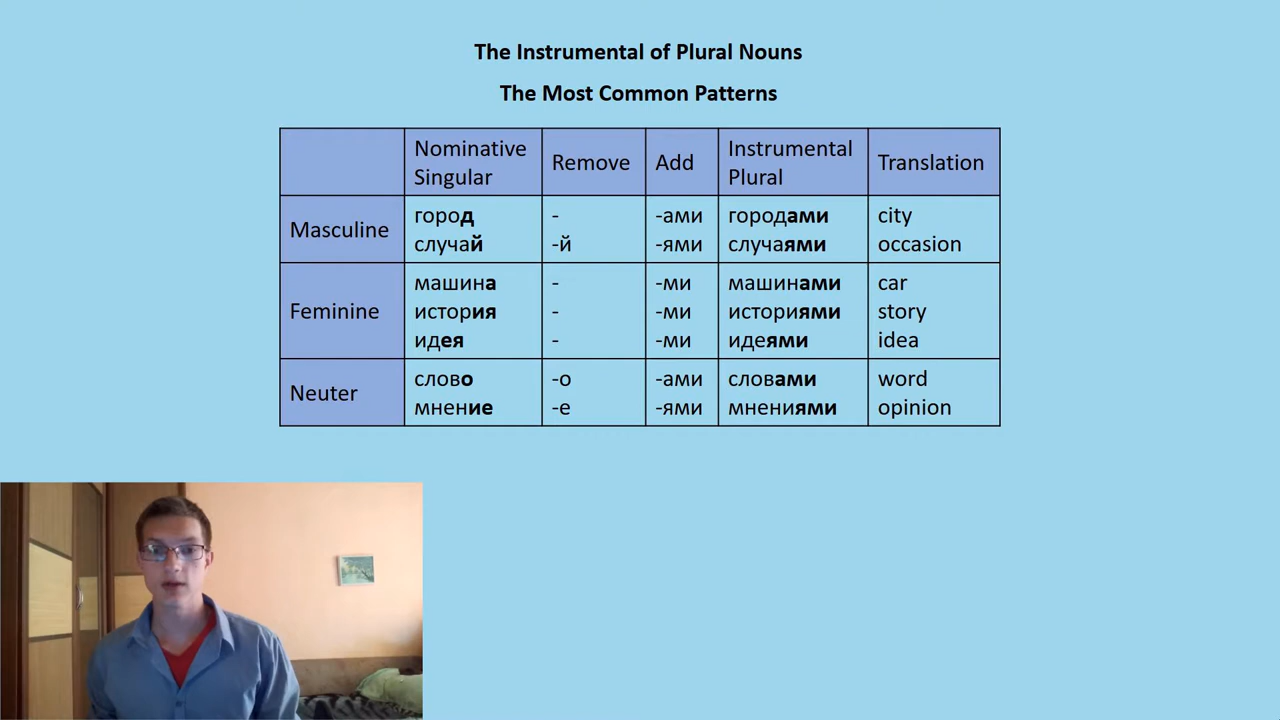 The Instrumental of Plural Nouns
The Most Common Patterns
Nominative Singular Remove Add Instrumental Plural Translation
Masculine
город - -ами городами city
случай -й -ями случаями occasion
Feminine
машина - -ми машинами car
история - -ми историями story
идея - -ми идеями idea
Neuter
слово -о -ами словами word
мнение -е -ями мнениями opinion